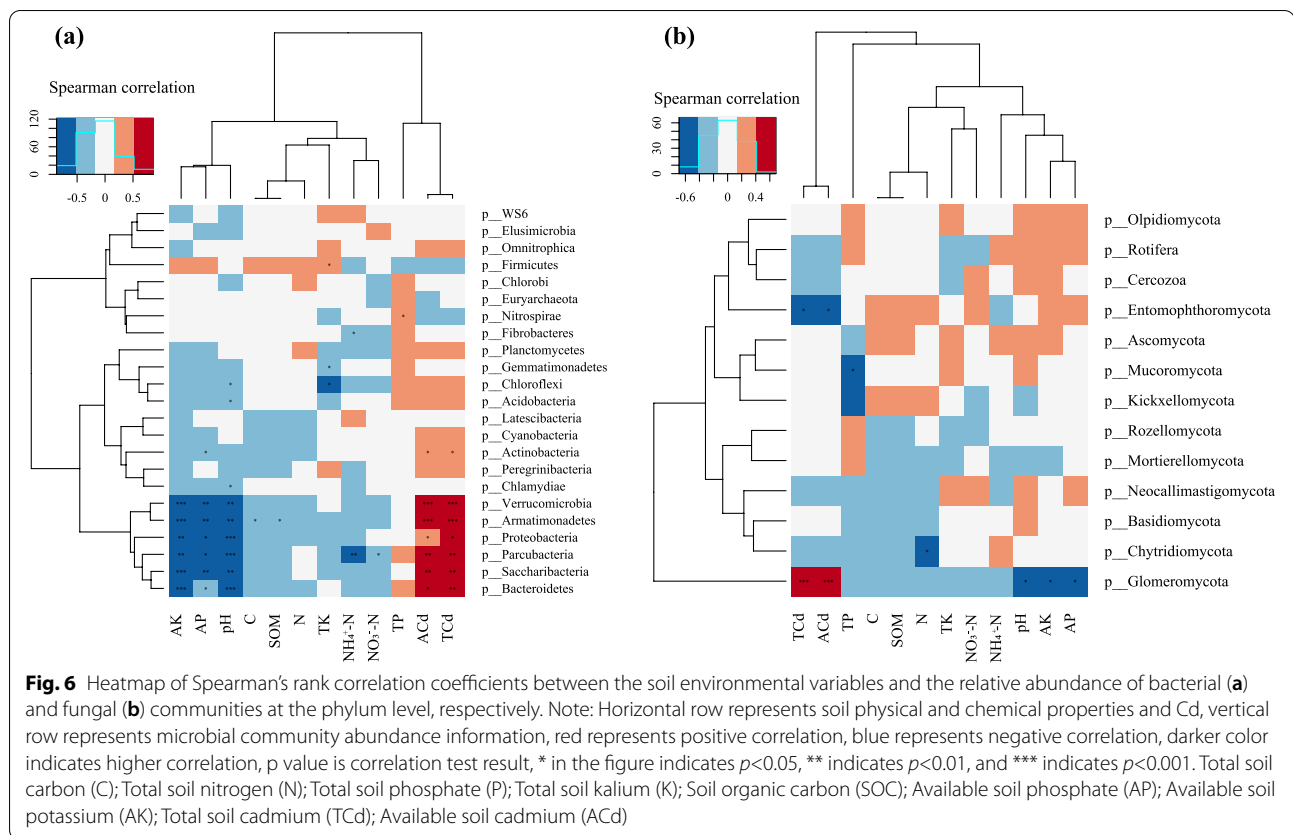 (a)
Spearman correlation
0 40 80 120
-0.5 0 0.5
p__WS6
p__Elusimicrobia
p__Omnitrophica
p__Firmicutes
p__Chlorobi
p__Euryarchaeota
p__Nitrospirae
p__Fibrobacteres
p__Planctomycetes
p__Gemmatimonadetes
p__Chloroflexi
p__Acidobacteria
p__Latescibacteria
p__Cyanobacteria
p__Actinobacteria
p__Peregrinibacteria
p__Chlamydiae
p__Verrucomicrobia
p__Armatimonadetes
p__Proteobacteria
p__Parcubacteria
p__Saccharibacteria
p__Bacteroidetes
AK AP pH C SOM N TK NH₄⁺-N NO₃⁻-N TP ACd TCd
(b)
Spearman correlation
0 30 60
-0.6 0 0.4
p__Olpidiomycota
p__Rotifera
p__Cercozoa
p__Entomophthoromycota
p__Ascomycota
p__Mucoromycota
p__Kickxellomycota
p__Rozellomycota
p__Mortierellomycota
p__Neocallimastigomycota
p__Basidiomycota
p__Chytridiomycota
p__Glomeromycota
TCd ACd TP C SOM N TK NO₃⁻-N NH₄⁺-N pH AK AP
Fig. 6 Heatmap of Spearman's rank correlation coefficients between the soil environmental variables and the relative abundance of bacterial (a)
and fungal (b) communities at the phylum level, respectively. Note: Horizontal row represents soil physical and chemical properties and Cd, vertical
row represents microbial community abundance information, red represents positive correlation, blue represents negative correlation, darker color
indicates higher correlation, p value is correlation test result, * in the figure indicates p<0.05, ** indicates p<0.01, and *** indicates p<0.001. Total soil
carbon (C); Total soil nitrogen (N); Total soil phosphate (P); Total soil kalium (K); Soil organic carbon (SOC); Available soil phosphate (AP); Available soil
potassium (AK); Total soil cadmium (TCd); Available soil cadmium (ACd)